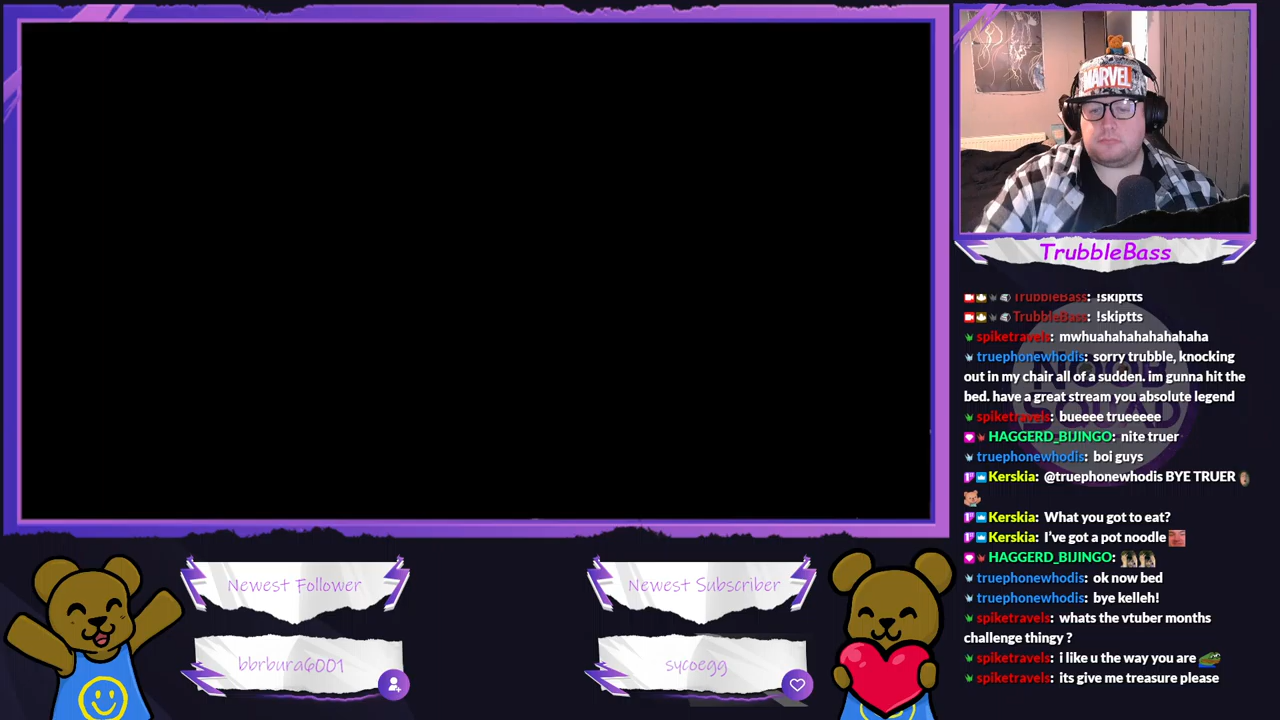 MARVEL
TrubbleBass
TrubbleBass: !skiptts
TrubbleBass: !skiptts
spiketravels: mwhuahahahahahahaha
truephonewhodis: sorry trubble, knocking
out in my chair all of a sudden. im gunna hit the
bed. have a great stream you absolute legend
spiketravels: bueeee trueeeee
HAGGERD_BIJINGO: nite truer
truephonewhodis: boi guys
Kerskia: @truephonewhodis BYE TRUER
Kerskia: What you got to eat?
Kerskia: I've got a pot noodle
HAGGERD_BIJINGO:
truephonewhodis: ok now bed
truephonewhodis: bye kelleh!
spiketravels: whats the vtuber months
challenge thingy ?
spiketravels: i like u the way you are
spiketravels: its give me treasure please
NOOB
SQUAD
Newest Follower
bbrbura6001
Newest Subscriber
sycoegg